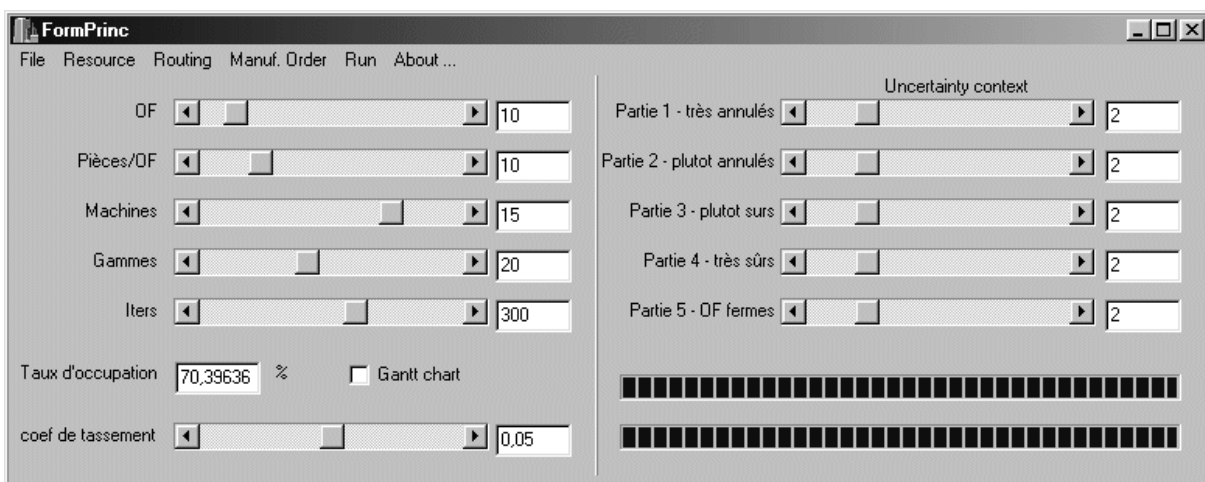 FormPrinc
File Resource Routing Manuf. Order Run About ...
OF 10
Pièces/OF 10
Machines 15
Gammes 20
Iters 300
Taux d'occupation 70,39636 % Gantt chart
coef de tassement 0,05
Uncertainty context
Partie 1 - très annulés 2
Partie 2 - plutot annulés 2
Partie 3 - plutot surs 2
Partie 4 - très sûrs 2
Partie 5 - OF fermes 2